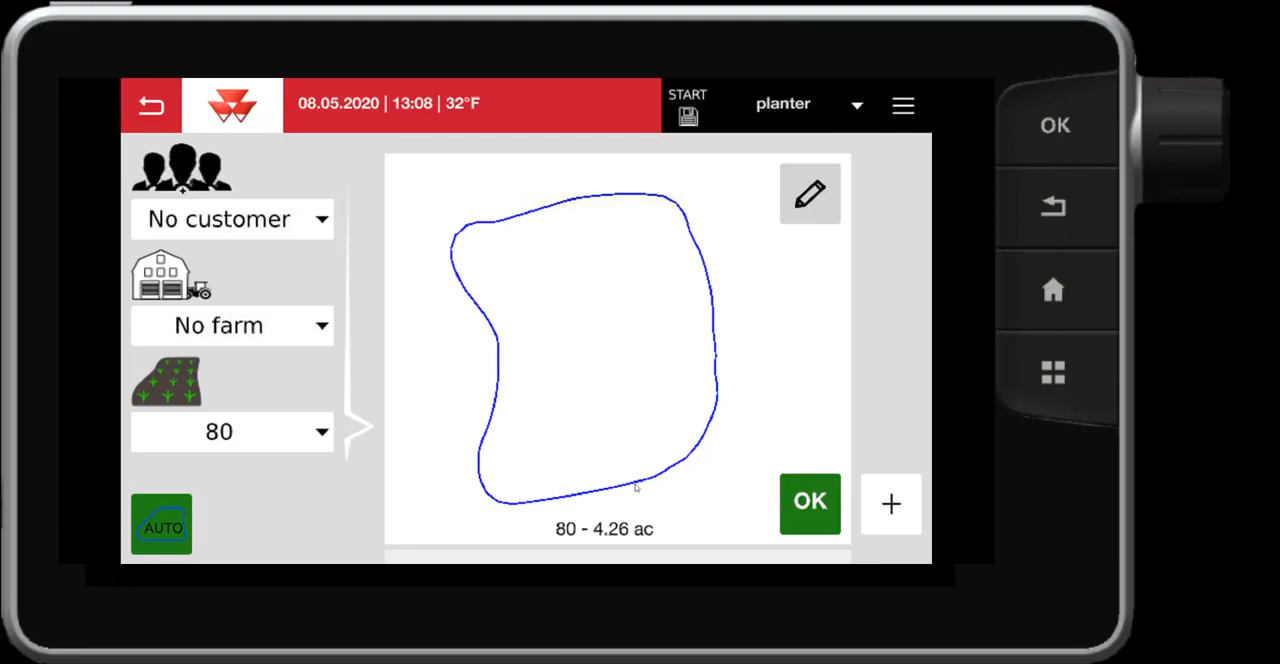 08.05.2020 | 13:08 | 32°F
START
planter
OK
No customer
No farm
80
AUTO
80 - 4.26 ac
OK